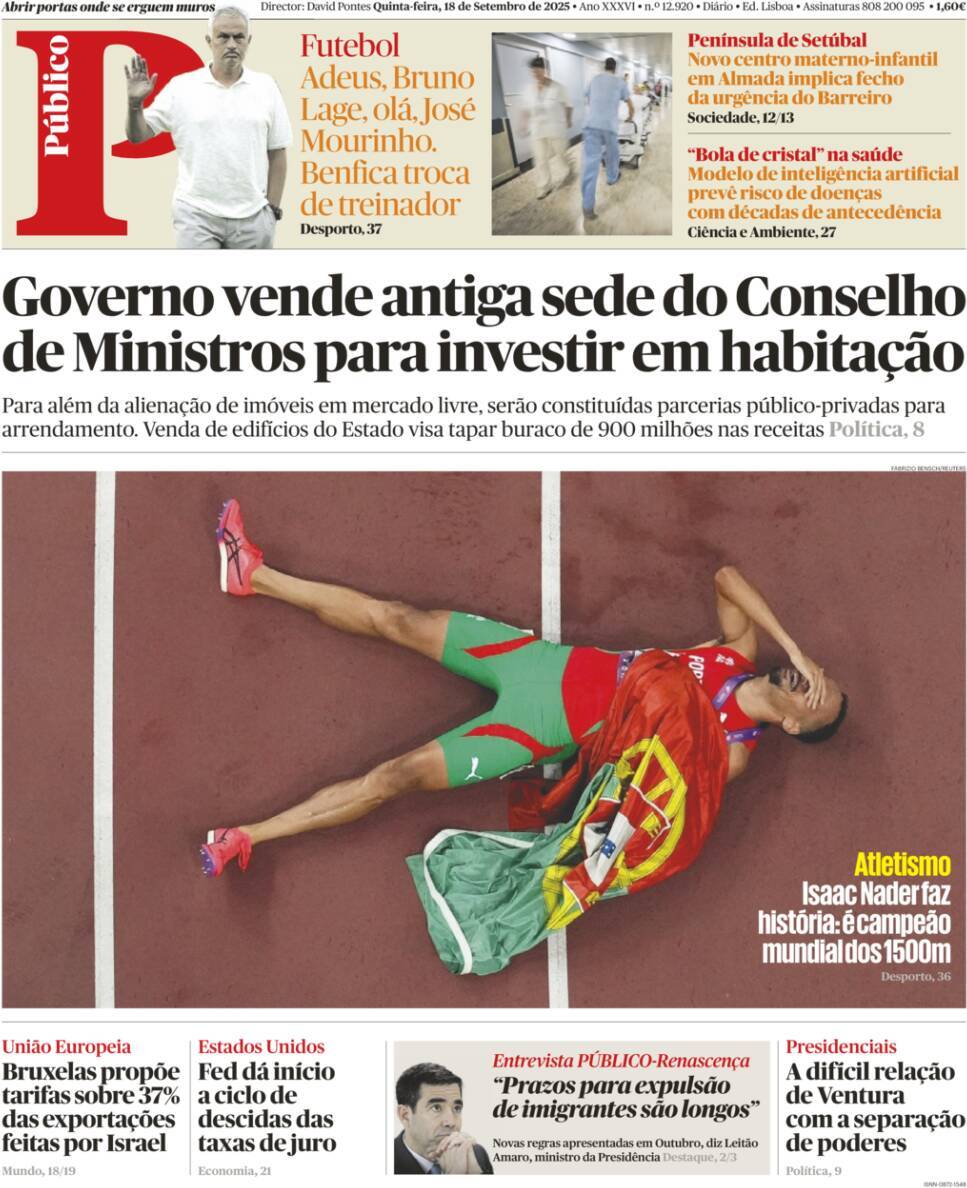 Abrir portas onde se erguem muros
Director: David Pontes Quinta-feira, 18 de Setembro de 2025 • Ano XXXVI • n.º 12.920 • Diário • Ed. Lisboa • Assinaturas 808 200 095 • 1,60€
Público
P
Futebol
Adeus, Bruno
Lage, olá, José
Mourinho.
Benfica troca
de treinador
Desporto, 37
Península de Setúbal
Novo centro materno-infantil
em Almada implica fecho
da urgência do Barreiro
Sociedade, 12/13
“Bola de cristal” na saúde
Modelo de inteligência artificial
prevê risco de doenças
com décadas de antecedência
Ciência e Ambiente, 27
Governo vende antiga sede do Conselho
de Ministros para investir em habitação
Para além da alienação de imóveis em mercado livre, serão constituídas parcerias público-privadas para
arrendamento. Venda de edifícios do Estado visa tapar buraco de 900 milhões nas receitas Política, 8
FABRIZIO BENSCH/REUTERS
Atletismo
Isaac Nader faz
história: é campeão
mundial dos 1500m
Desporto, 36
União Europeia
Bruxelas propõe
tarifas sobre 37%
das exportações
feitas por Israel
Mundo, 18/19
Estados Unidos
Fed dá início
a ciclo de
descidas das
taxas de juro
Economia, 21
Entrevista PÚBLICO-Renascença
“Prazos para expulsão
de imigrantes são longos”
Novas regras apresentadas em Outubro, diz Leitão
Amaro, ministro da Presidência Destaque, 2/3
Presidenciais
A difícil relação
de Ventura
com a separação
de poderes
Política, 9
ISNN-0872-1548